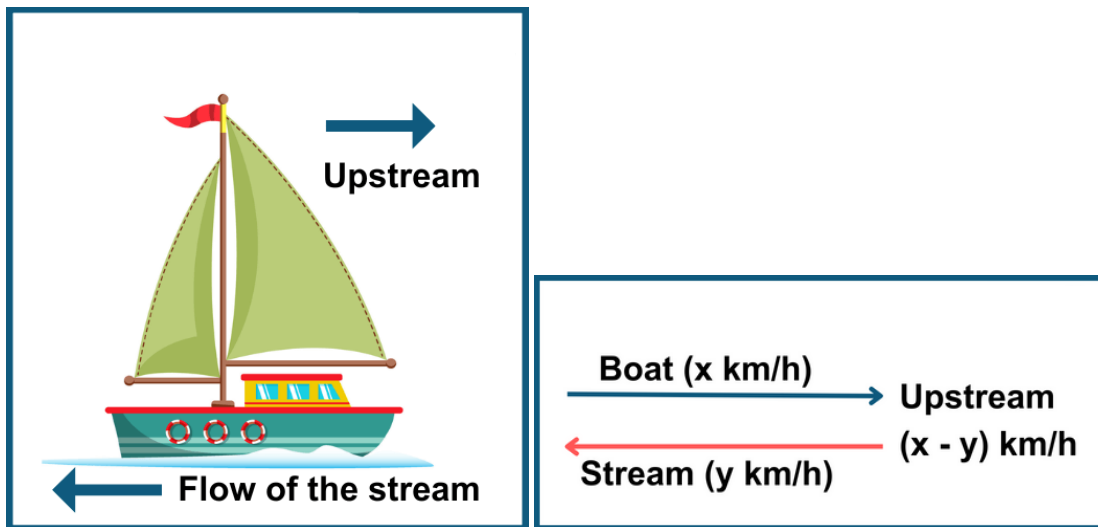 Upstream
Flow of the stream
Boat (x km/h)
Upstream
(x - y) km/h
Stream (y km/h)